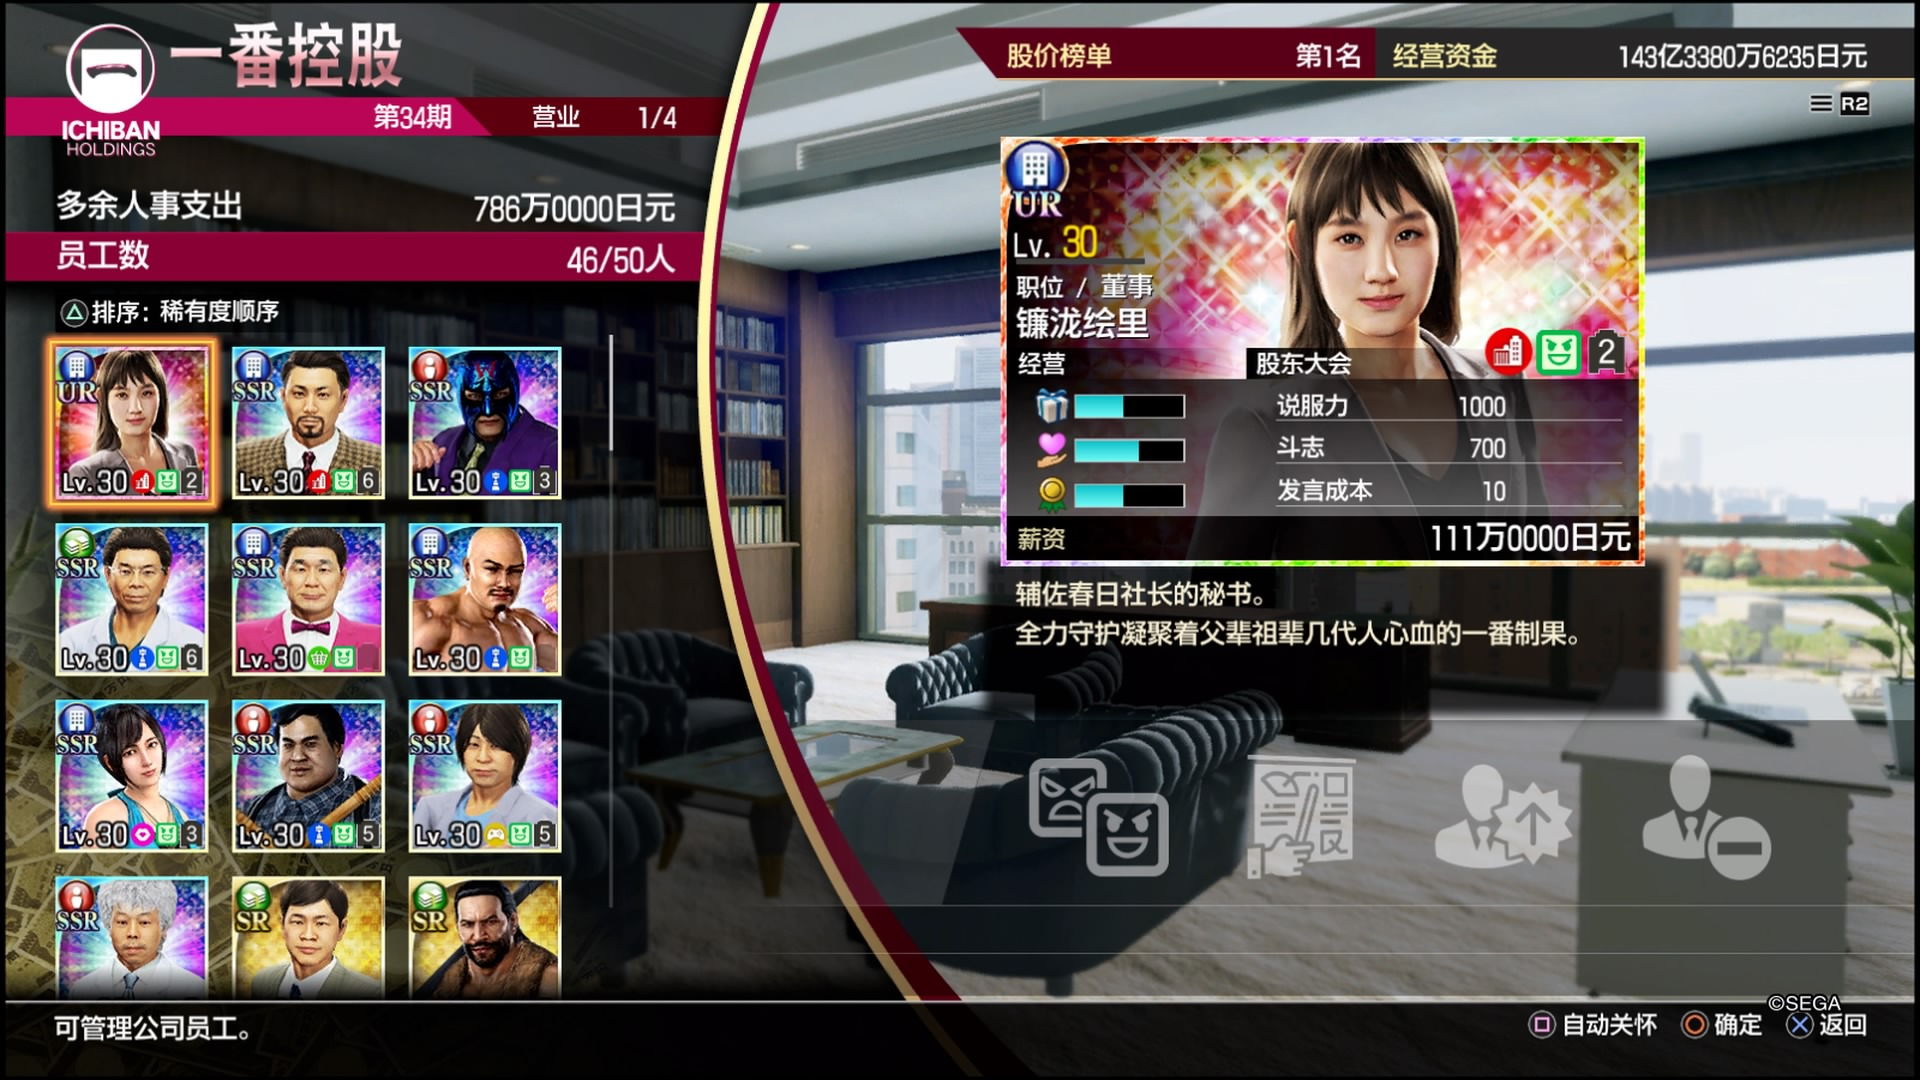 一番控股
ICHIBAN
HOLDINGS
第34期 营业 1/4
股价榜单 第1名 经营资金 143亿3380万6235日元
R2
多余人事支出 786万0000日元
员工数 46/50人
排序：稀有度顺序
UR Lv.30 2
SSR Lv.30 6
SSR Lv.30 3
SSR Lv.30 6
SSR Lv.30
SSR Lv.30
SSR Lv.30 3
SSR Lv.30 5
SSR Lv.30 5
SSR
SR
SR
UR
Lv. 30
职位 / 董事
镰泷绘里
经营
股东大会 2
说服力 1000
斗志 700
发言成本 10
薪资 111万0000日元
辅佐春日社长的秘书。
全力守护凝聚着父辈祖辈几代人心血的一番制果。
©SEGA
可管理公司员工。
自动关怀 确定 返回